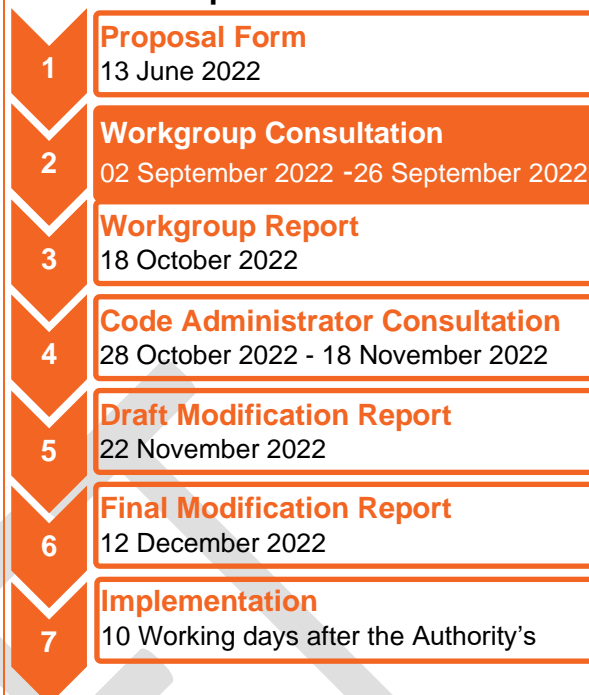 1
Proposal Form
13 June 2022
2
Workgroup Consultation
02 September 2022 -26 September 2022
3
Workgroup Report
18 October 2022
4
Code Administrator Consultation
28 October 2022 - 18 November 2022
5
Draft Modification Report
22 November 2022
6
Final Modification Report
12 December 2022
7
Implementation
10 Working days after the Authority's